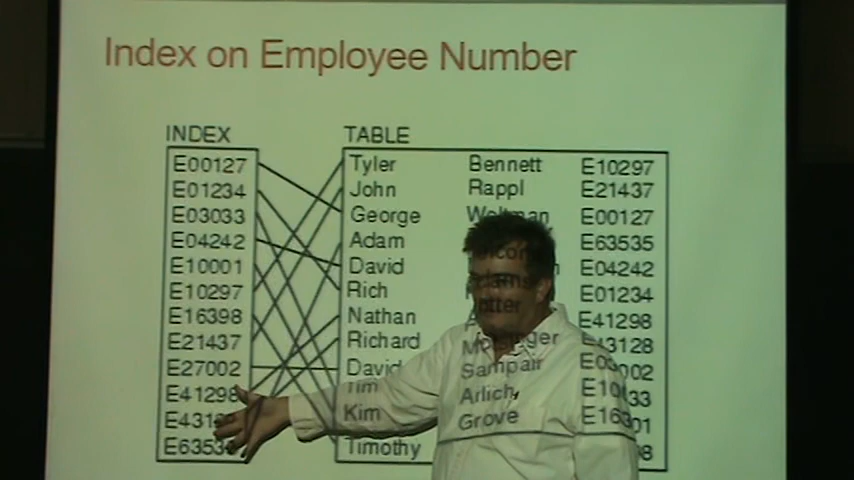 Index on Employee Number
INDEX TABLE
E00127 Tyler Bennett E10297
E01234 John Rappl E21437
E03033 George E00127
E04242 Adam E63535
E10001 David E04242
E10297 Rich E01234
E16398 Nathan E41298
E21437 Richard
E27002 David Sampair
E41298 Tim Arlich
Kim Grove
Timothy